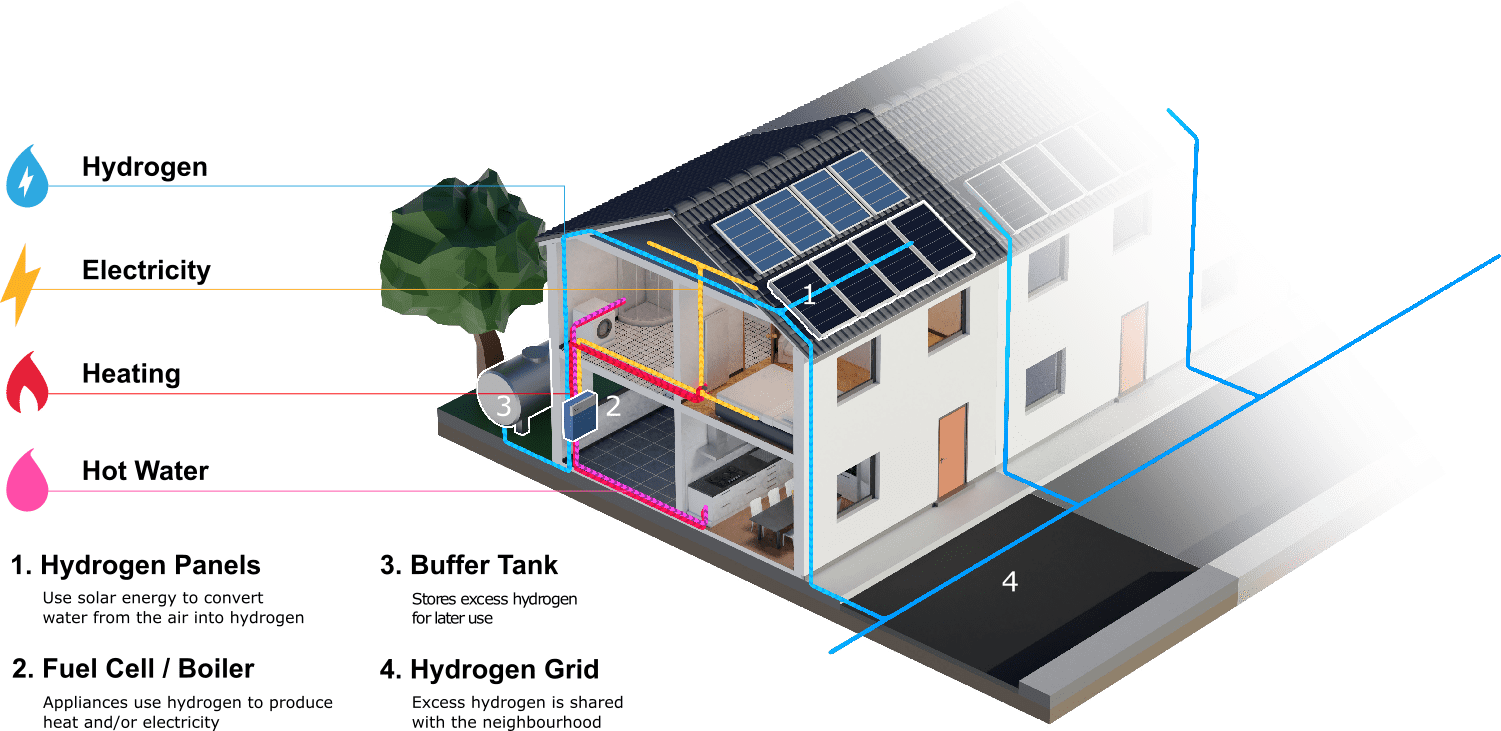 Hydrogen
Electricity
Heating
Hot Water
1
2
3
4
1. Hydrogen Panels
Use solar energy to convert
water from the air into hydrogen
2. Fuel Cell / Boiler
Appliances use hydrogen to produce
heat and/or electricity
3. Buffer Tank
Stores excess hydrogen
for later use
4. Hydrogen Grid
Excess hydrogen is shared
with the neighbourhood